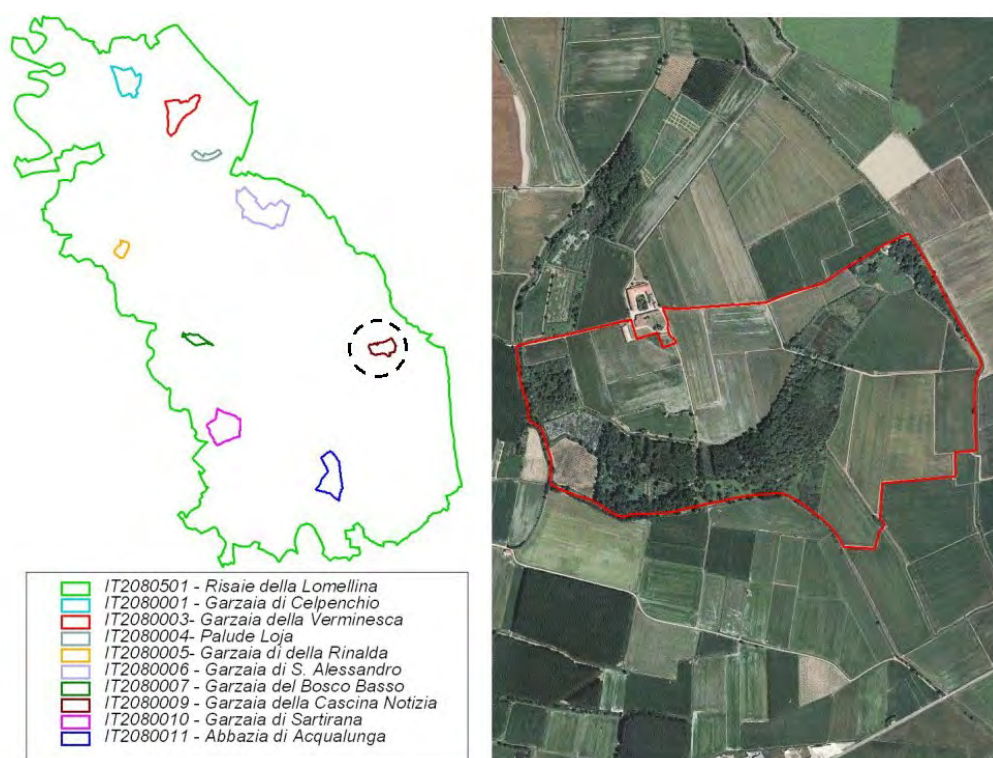 IT2080501 - Risaie della Lomellina
IT2080001 - Garzaia di Celpenchio
IT2080003- Garzaia della Verminesca
IT2080004- Palude Loja
IT2080005- Garzaia di della Rinalda
IT2080006 - Garzaia di S. Alessandro
IT2080007 - Garzaia del Bosco Basso
IT2080009 - Garzaia della Cascina Notizia
IT2080010 - Garzaia di Sartirana
IT2080011 - Abbazia di Acqualunga